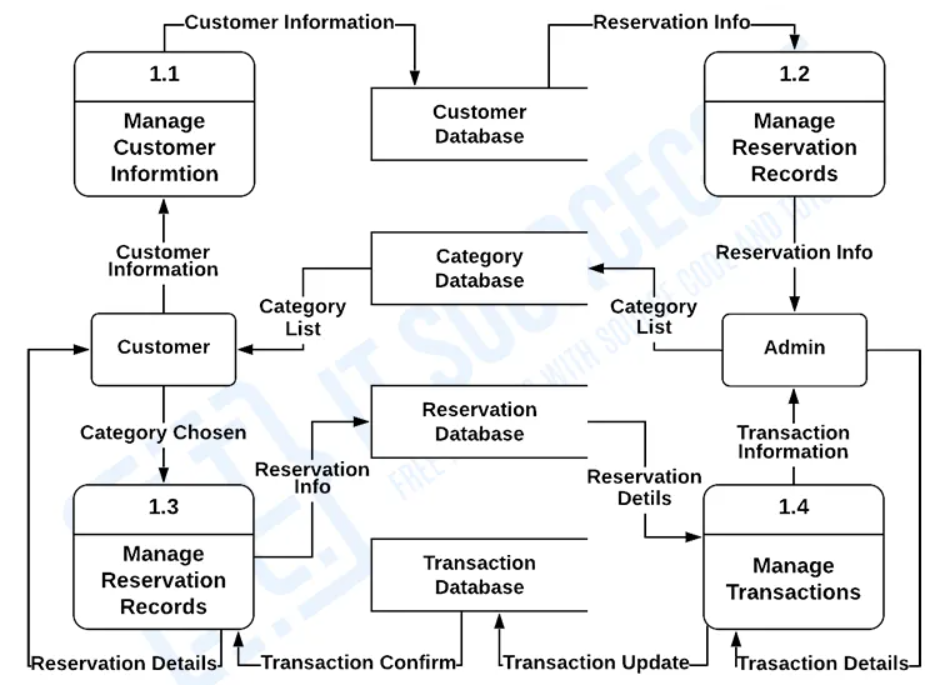 Customer Information
Reservation Info
1.1
Manage
Customer
Informtion
Customer
Database
1.2
Manage
Reservation
Records
Customer
Information
Category
Database
Reservation Info
Category
List
Category
List
Customer
Admin
Category Chosen
Reservation
Database
Transaction
Information
Reservation
Info
Reservation
Detils
1.3
Manage
Reservation
Records
Transaction
Database
1.4
Manage
Transactions
Reservation Details
Transaction Confirm
Transaction Update
Trasaction Details